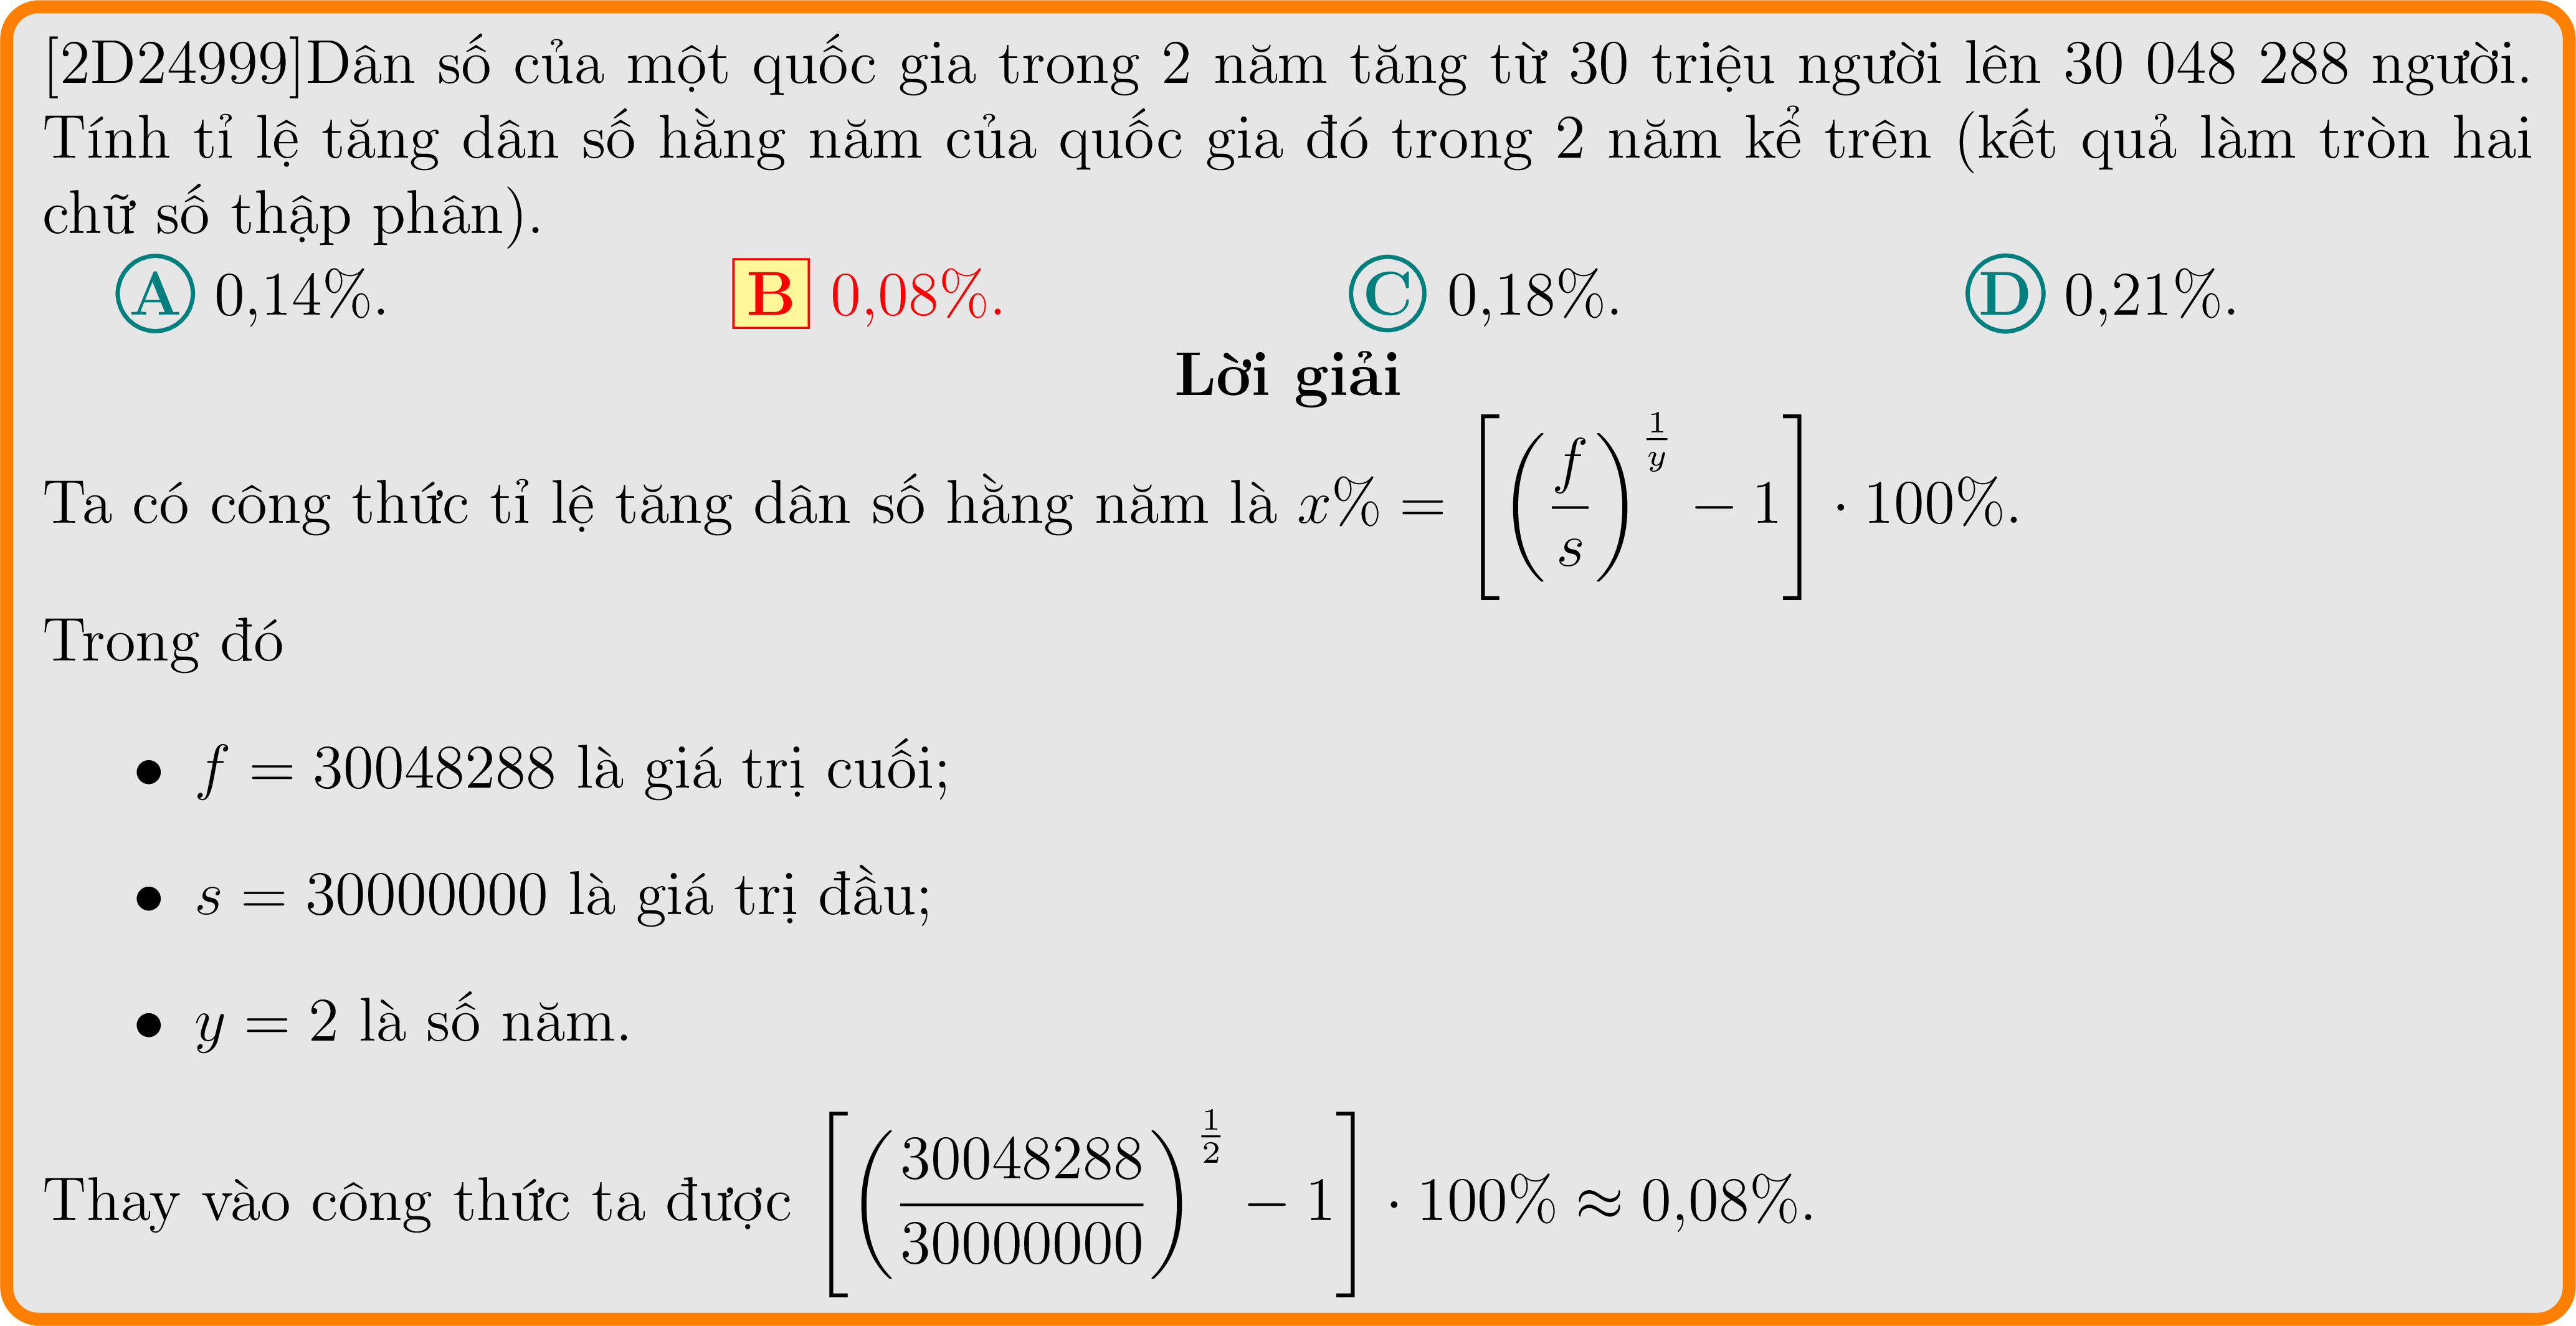 [2D24999]Dân số của một quốc gia trong 2 năm tăng từ 30 triệu người lên 30 048 288 người.
Tính tỉ lệ tăng dân số hằng năm của quốc gia đó trong 2 năm kể trên (kết quả làm tròn hai
chữ số thập phân).
A 0,14%. B 0,08%. C 0,18%. D 0,21%.
Lời giải
Ta có công thức tỉ lệ tăng dân số hằng năm là $x\% = \left[\left(\frac{f}{s}\right)^{\frac{1}{y}} - 1\right] \cdot 100\%$.
Trong đó
• $f = 30048288$ là giá trị cuối;
• $s = 30000000$ là giá trị đầu;
• $y = 2$ là số năm.
Thay vào công thức ta được $\left[\left(\frac{30048288}{30000000}\right)^{\frac{1}{2}} - 1\right] \cdot 100\% \approx 0,08\%$.